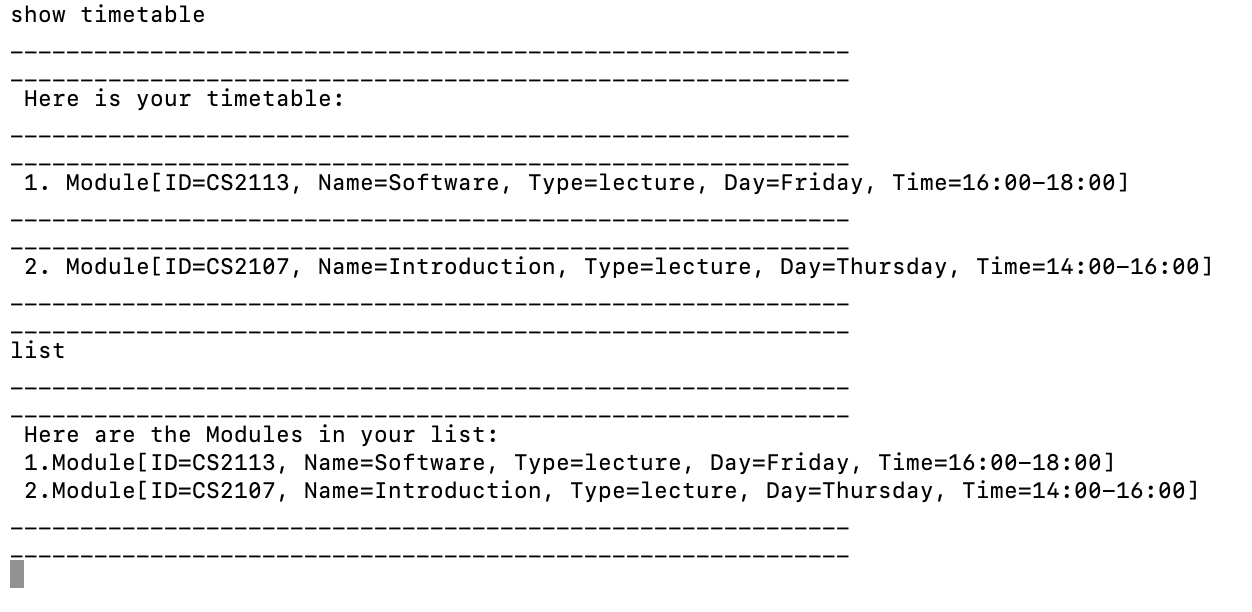 show timetable
____________________________________________________________
____________________________________________________________
 Here is your timetable:
____________________________________________________________
____________________________________________________________
 1. Module[ID=CS2113, Name=Software, Type=lecture, Day=Friday, Time=16:00-18:00]
____________________________________________________________
____________________________________________________________
 2. Module[ID=CS2107, Name=Introduction, Type=lecture, Day=Thursday, Time=14:00-16:00]
____________________________________________________________
____________________________________________________________
list
____________________________________________________________
____________________________________________________________
 Here are the Modules in your list:
 1.Module[ID=CS2113, Name=Software, Type=lecture, Day=Friday, Time=16:00-18:00]
 2.Module[ID=CS2107, Name=Introduction, Type=lecture, Day=Thursday, Time=14:00-16:00]
____________________________________________________________
____________________________________________________________